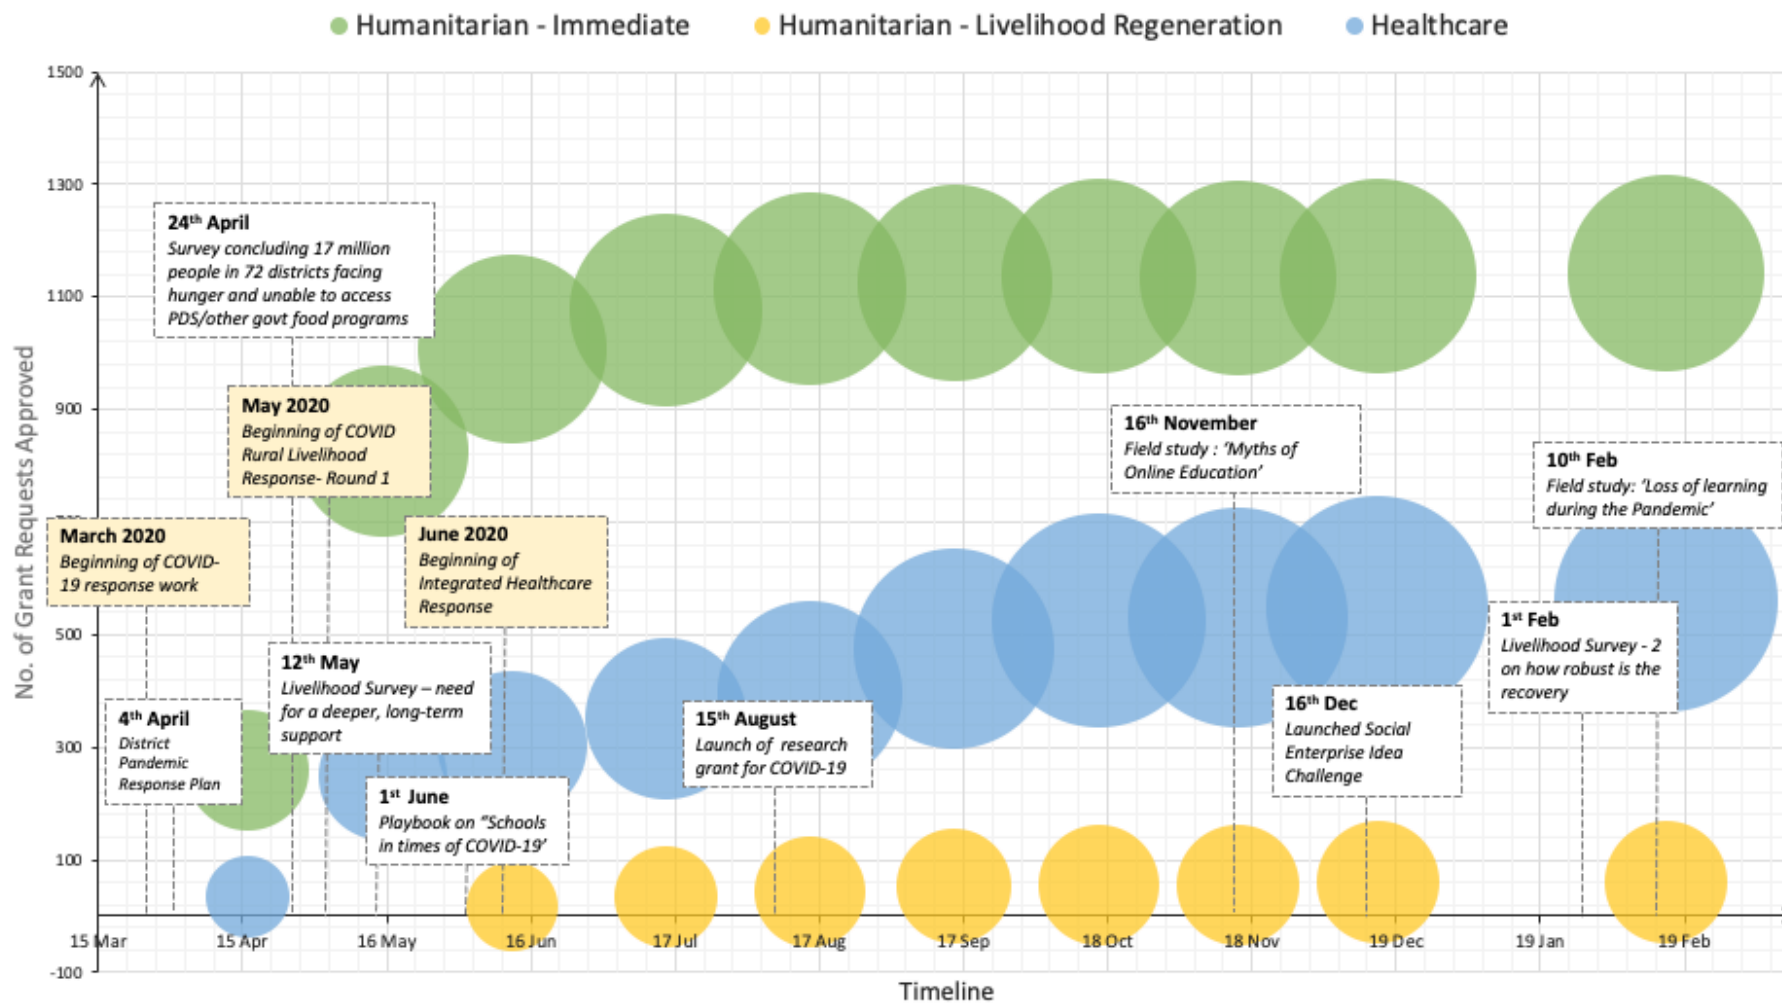 Humanitarian - Immediate
Humanitarian - Livelihood Regeneration
Healthcare
No. of Grant Requests Approved
1500
1300
1100
900
500
300
100
-100
24th April
Survey concluding 17 million
people in 72 districts facing
hunger and unable to access
PDS/other govt food programs
May 2020
Beginning of COVID
Rural Livelihood
Response- Round 1
March 2020
Beginning of COVID-
19 response work
June 2020
Beginning of
Integrated Healthcare
Response
4th April
District
Pandemic
Response Plan
12th May
Livelihood Survey – need
for a deeper, long-term
support
1st June
Playbook on “Schools
in times of COVID-19’
15th August
Launch of research
grant for COVID-19
16th November
Field study : ‘Myths of
Online Education’
16th Dec
Launched Social
Enterprise Idea
Challenge
10th Feb
Field study: ‘Loss of learning
during the Pandemic’
1st Feb
Livelihood Survey - 2
on how robust is the
recovery
15 Mar
15 Apr
16 May
16 Jun
17 Jul
17 Aug
17 Sep
18 Oct
18 Nov
19 Dec
19 Jan
19 Feb
Timeline